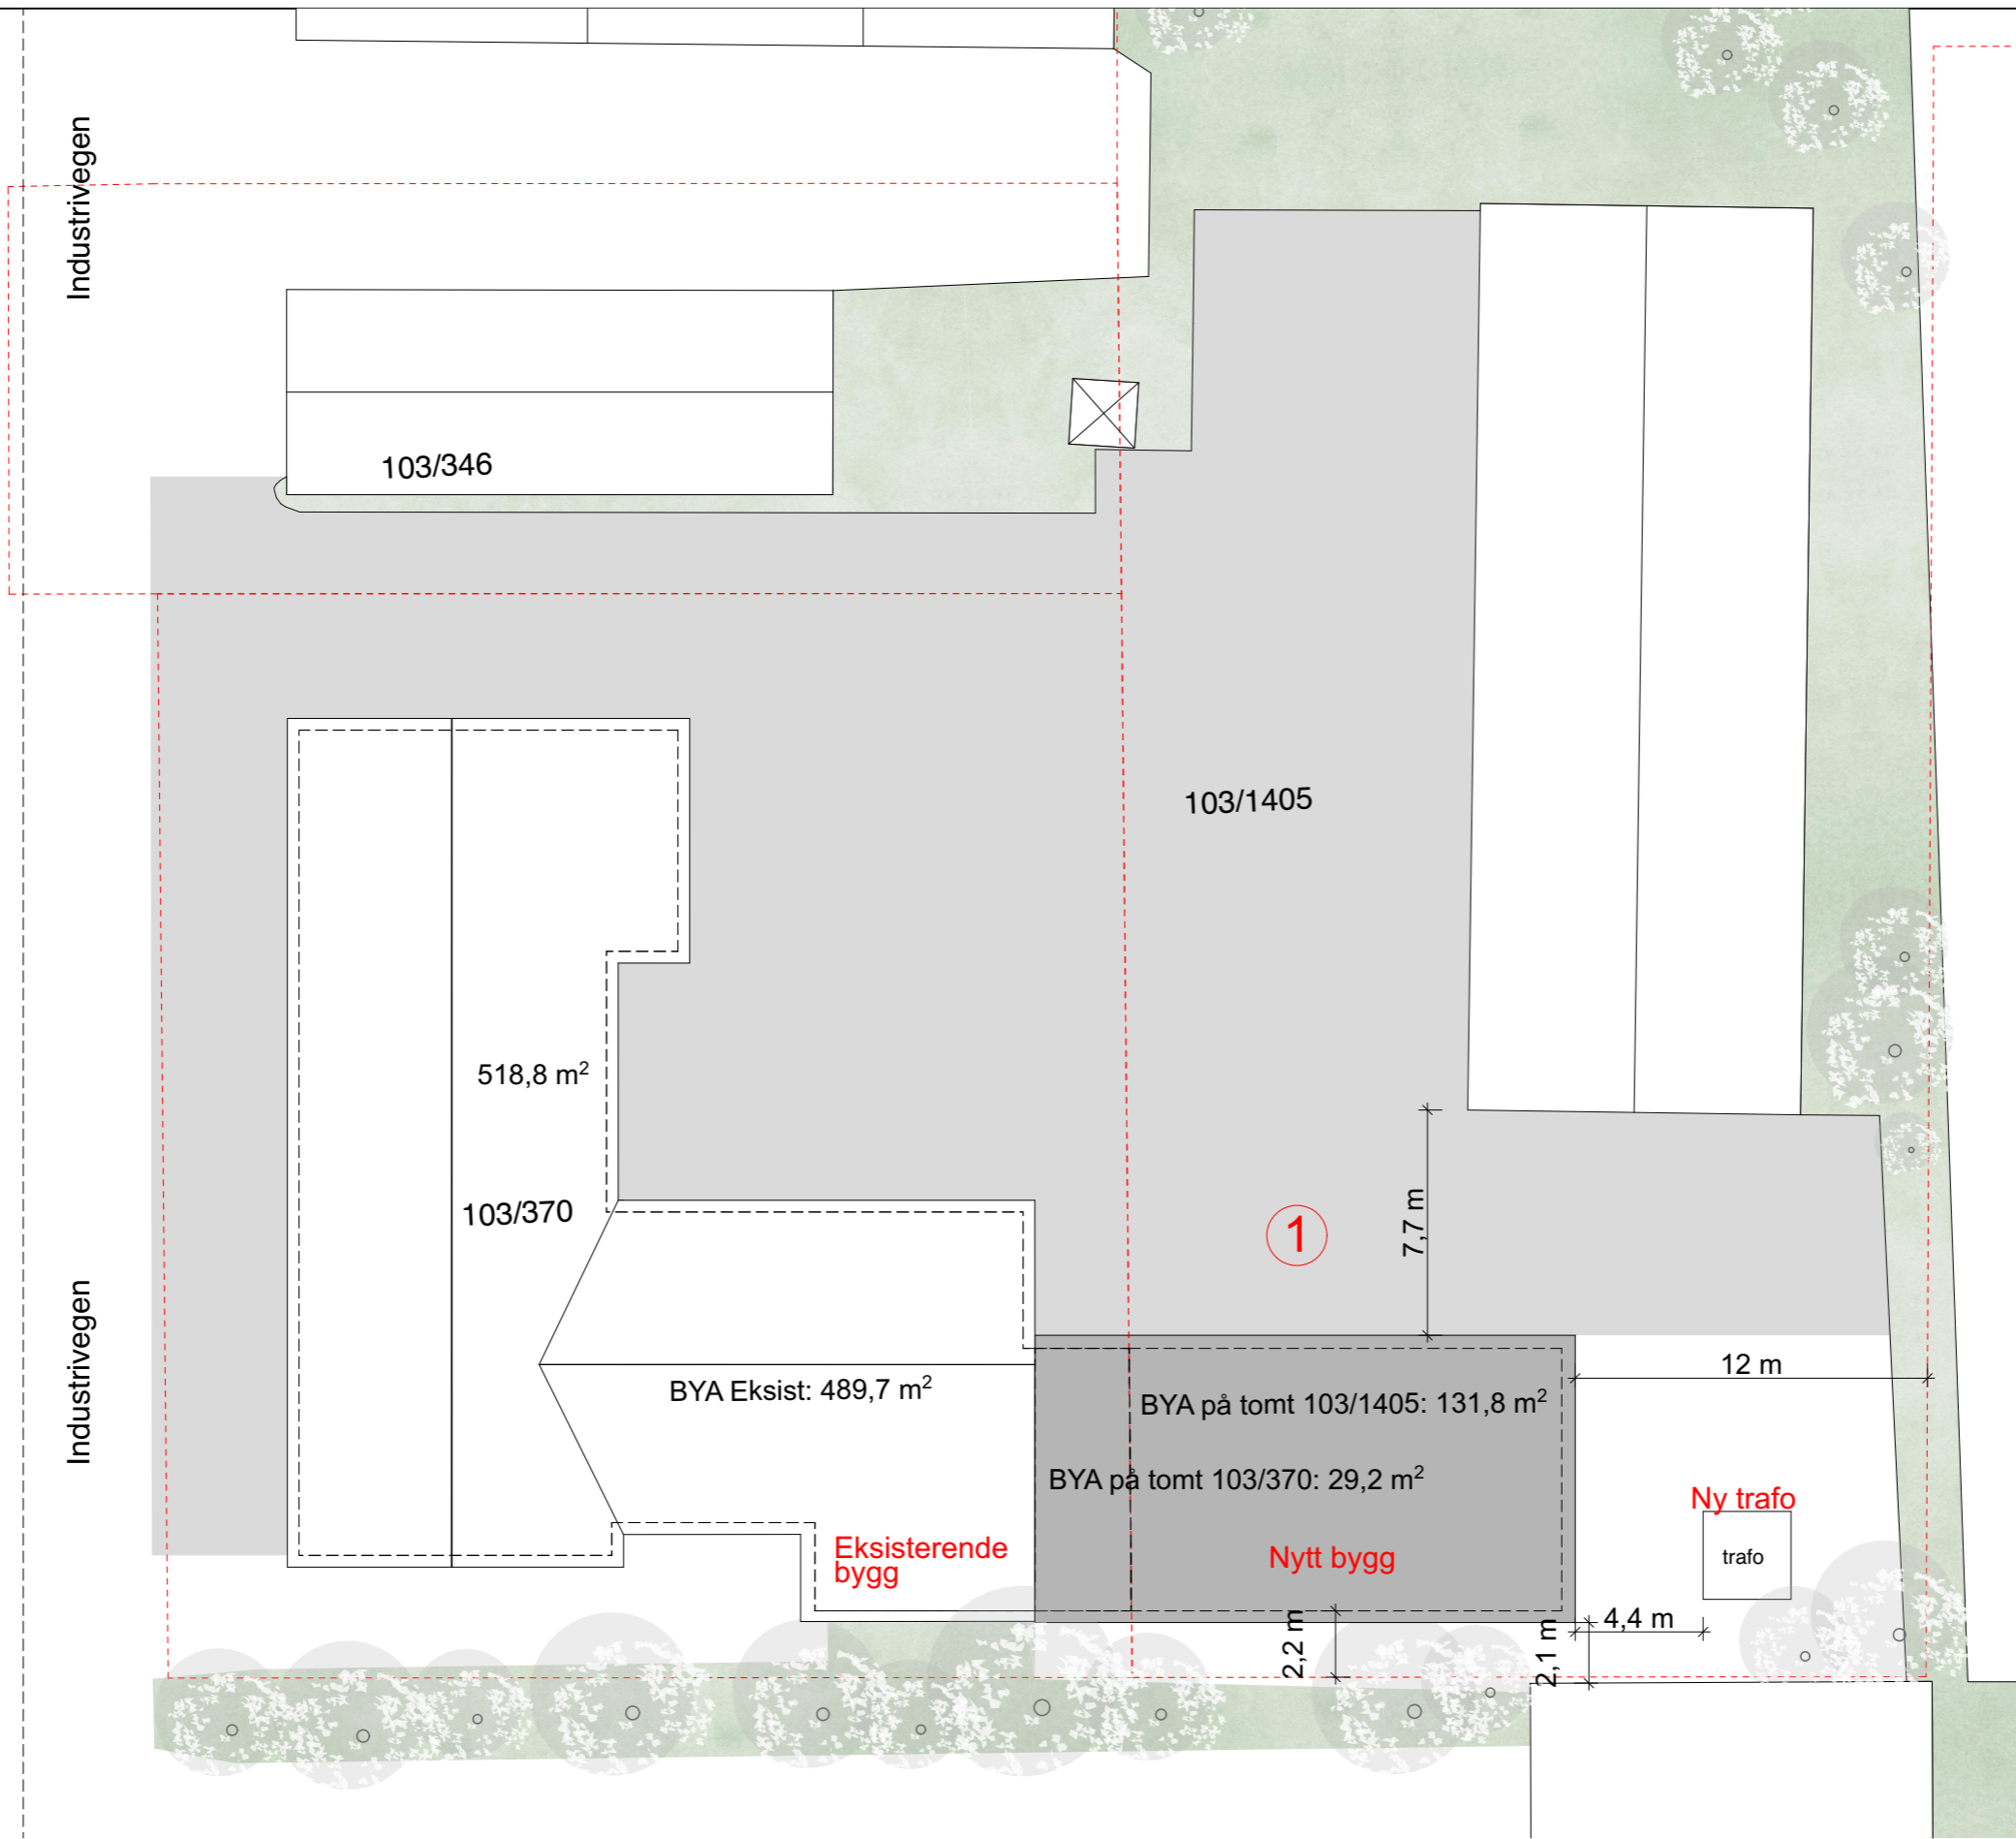 Industrivegen
103/346
103/1405
518,8 m²
103/370
1
7,7 m
Industrivegen
12 m
BYA Eksist: 489,7 m²
BYA på tomt 103/1405: 131,8 m²
BYA på tomt 103/370: 29,2 m²
Ny trafo
Eksisterende
bygg
Nytt bygg
trafo
2,2 m
2,1 m
4,4 m